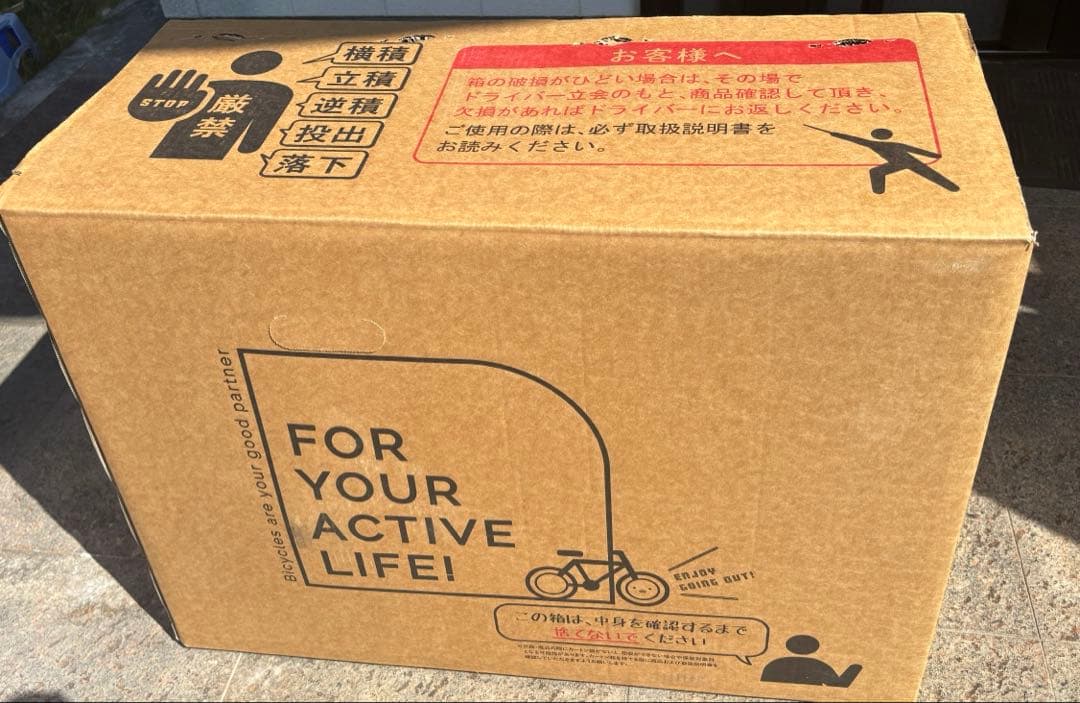 STOP
厳禁
横積
立積
逆積
投出
落下
お客様へ
箱の破損がひどい場合は、その場で
ドライバー立会のもと、商品確認して頂き、
欠損があればドライバーにお返しください。
ご使用の際は、必ず取扱説明書を
お読みください。
Bicycles are your good partner
FOR
YOUR
ACTIVE
LIFE!
ENJOY
GOING OUT!
この箱は、中身を確認するまで
捨てないでください